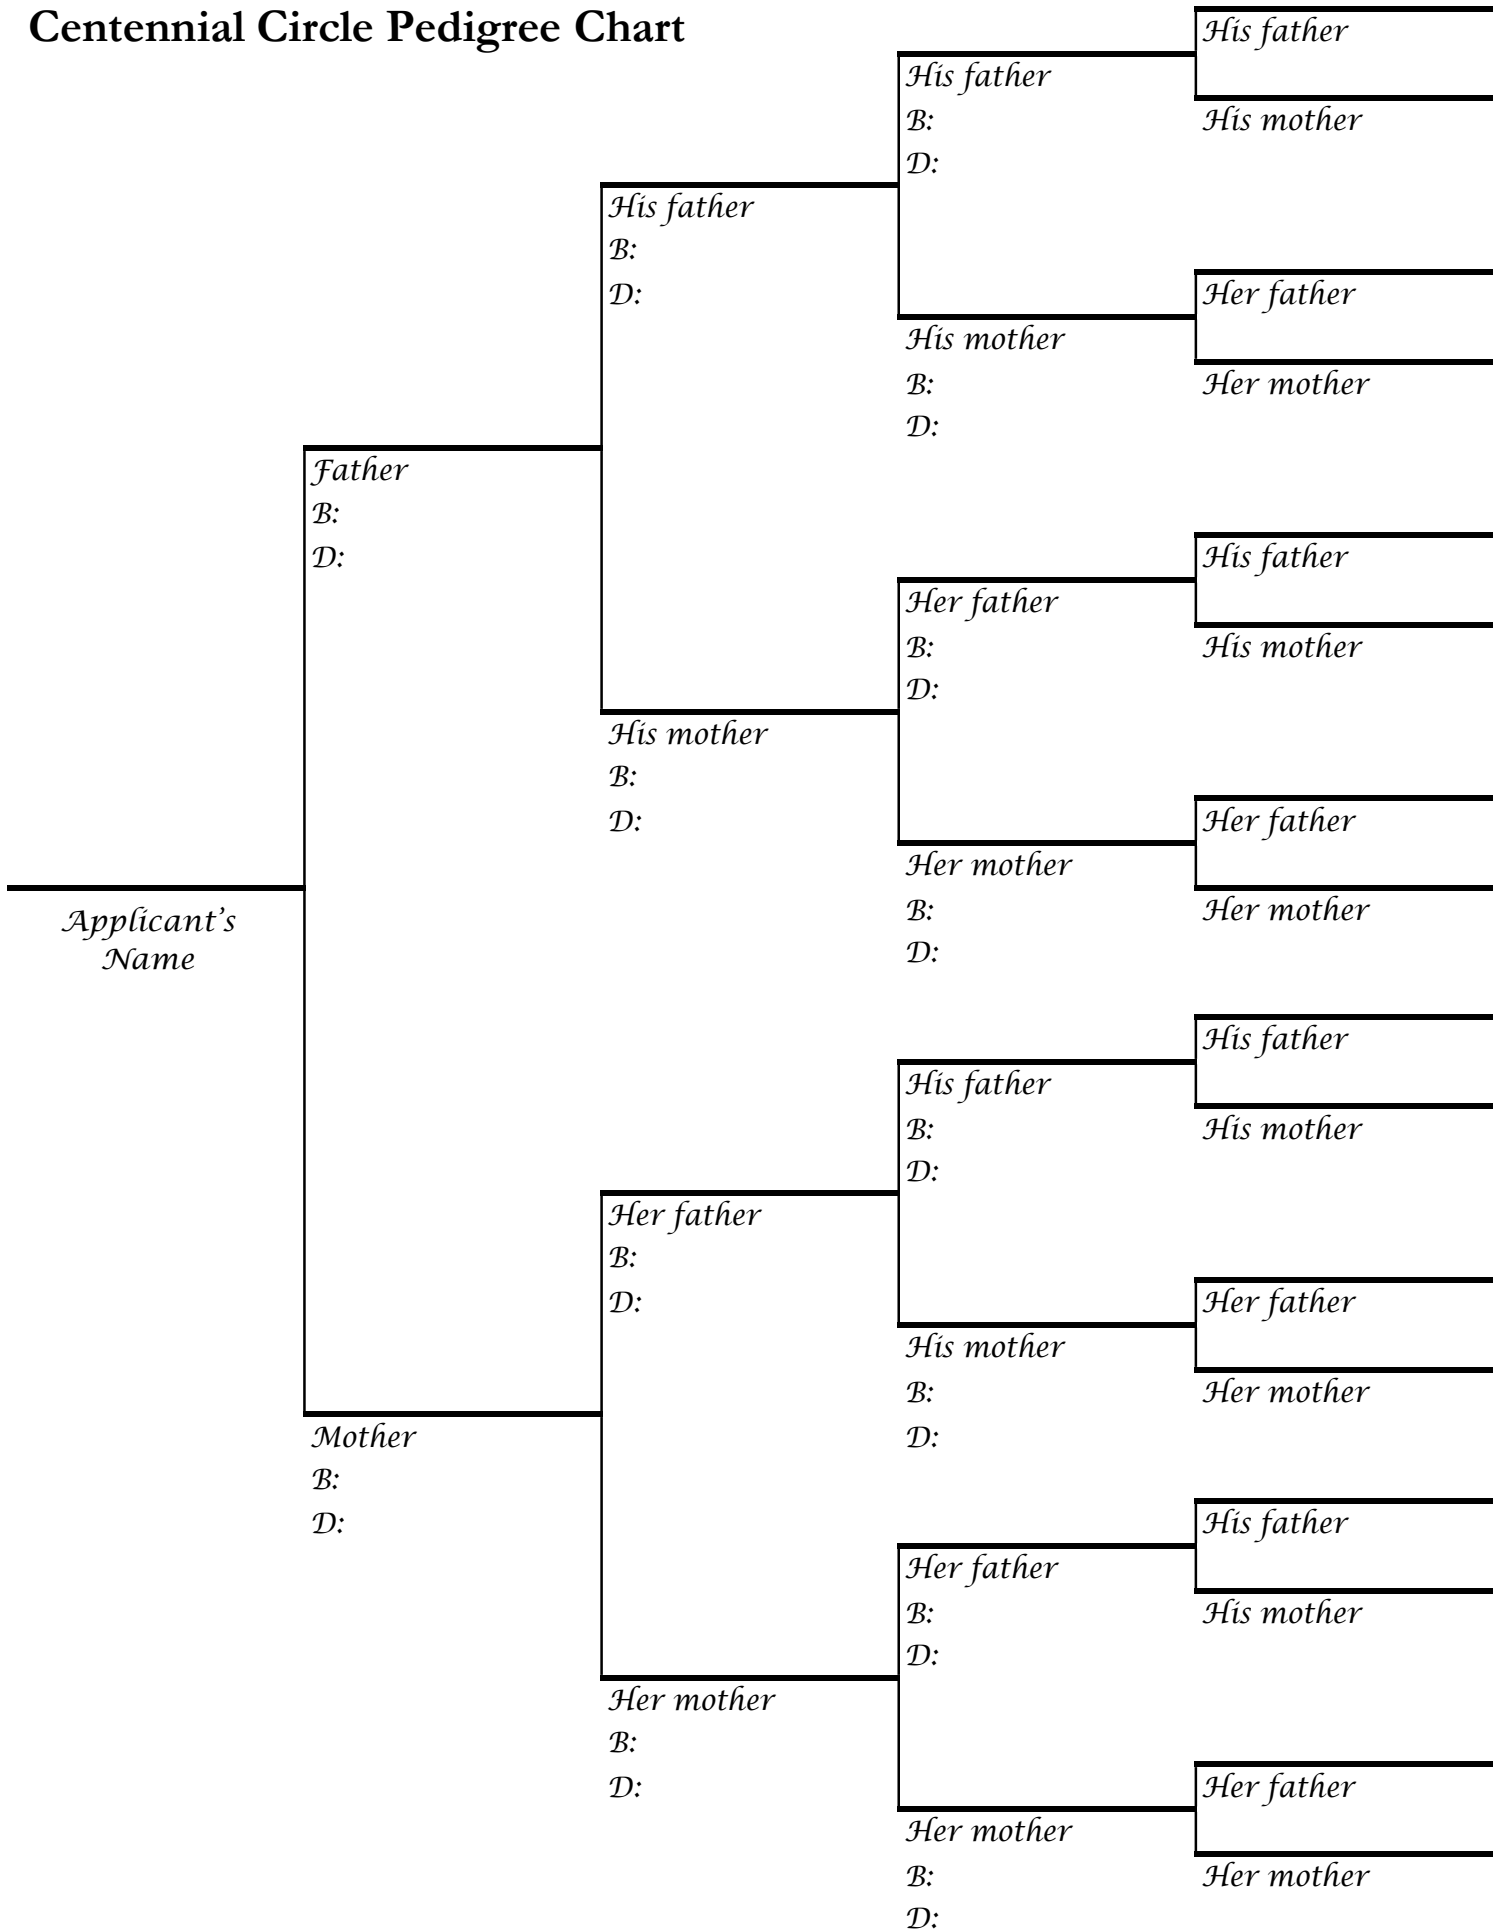 Centennial Circle Pedigree Chart
Applicant's
Name
Father
B:
D:
Mother
B:
D:
His father
B:
D:
His mother
B:
D:
Her father
B:
D:
Her mother
B:
D:
His father
B:
D:
His mother
B:
D:
Her father
B:
D:
Her mother
B:
D:
His father
B:
D:
His mother
B:
D:
Her father
B:
D:
Her mother
B:
D:
His father
His mother
Her father
Her mother
His father
His mother
Her father
Her mother
His father
His mother
Her father
Her mother
His father
His mother
Her father
Her mother